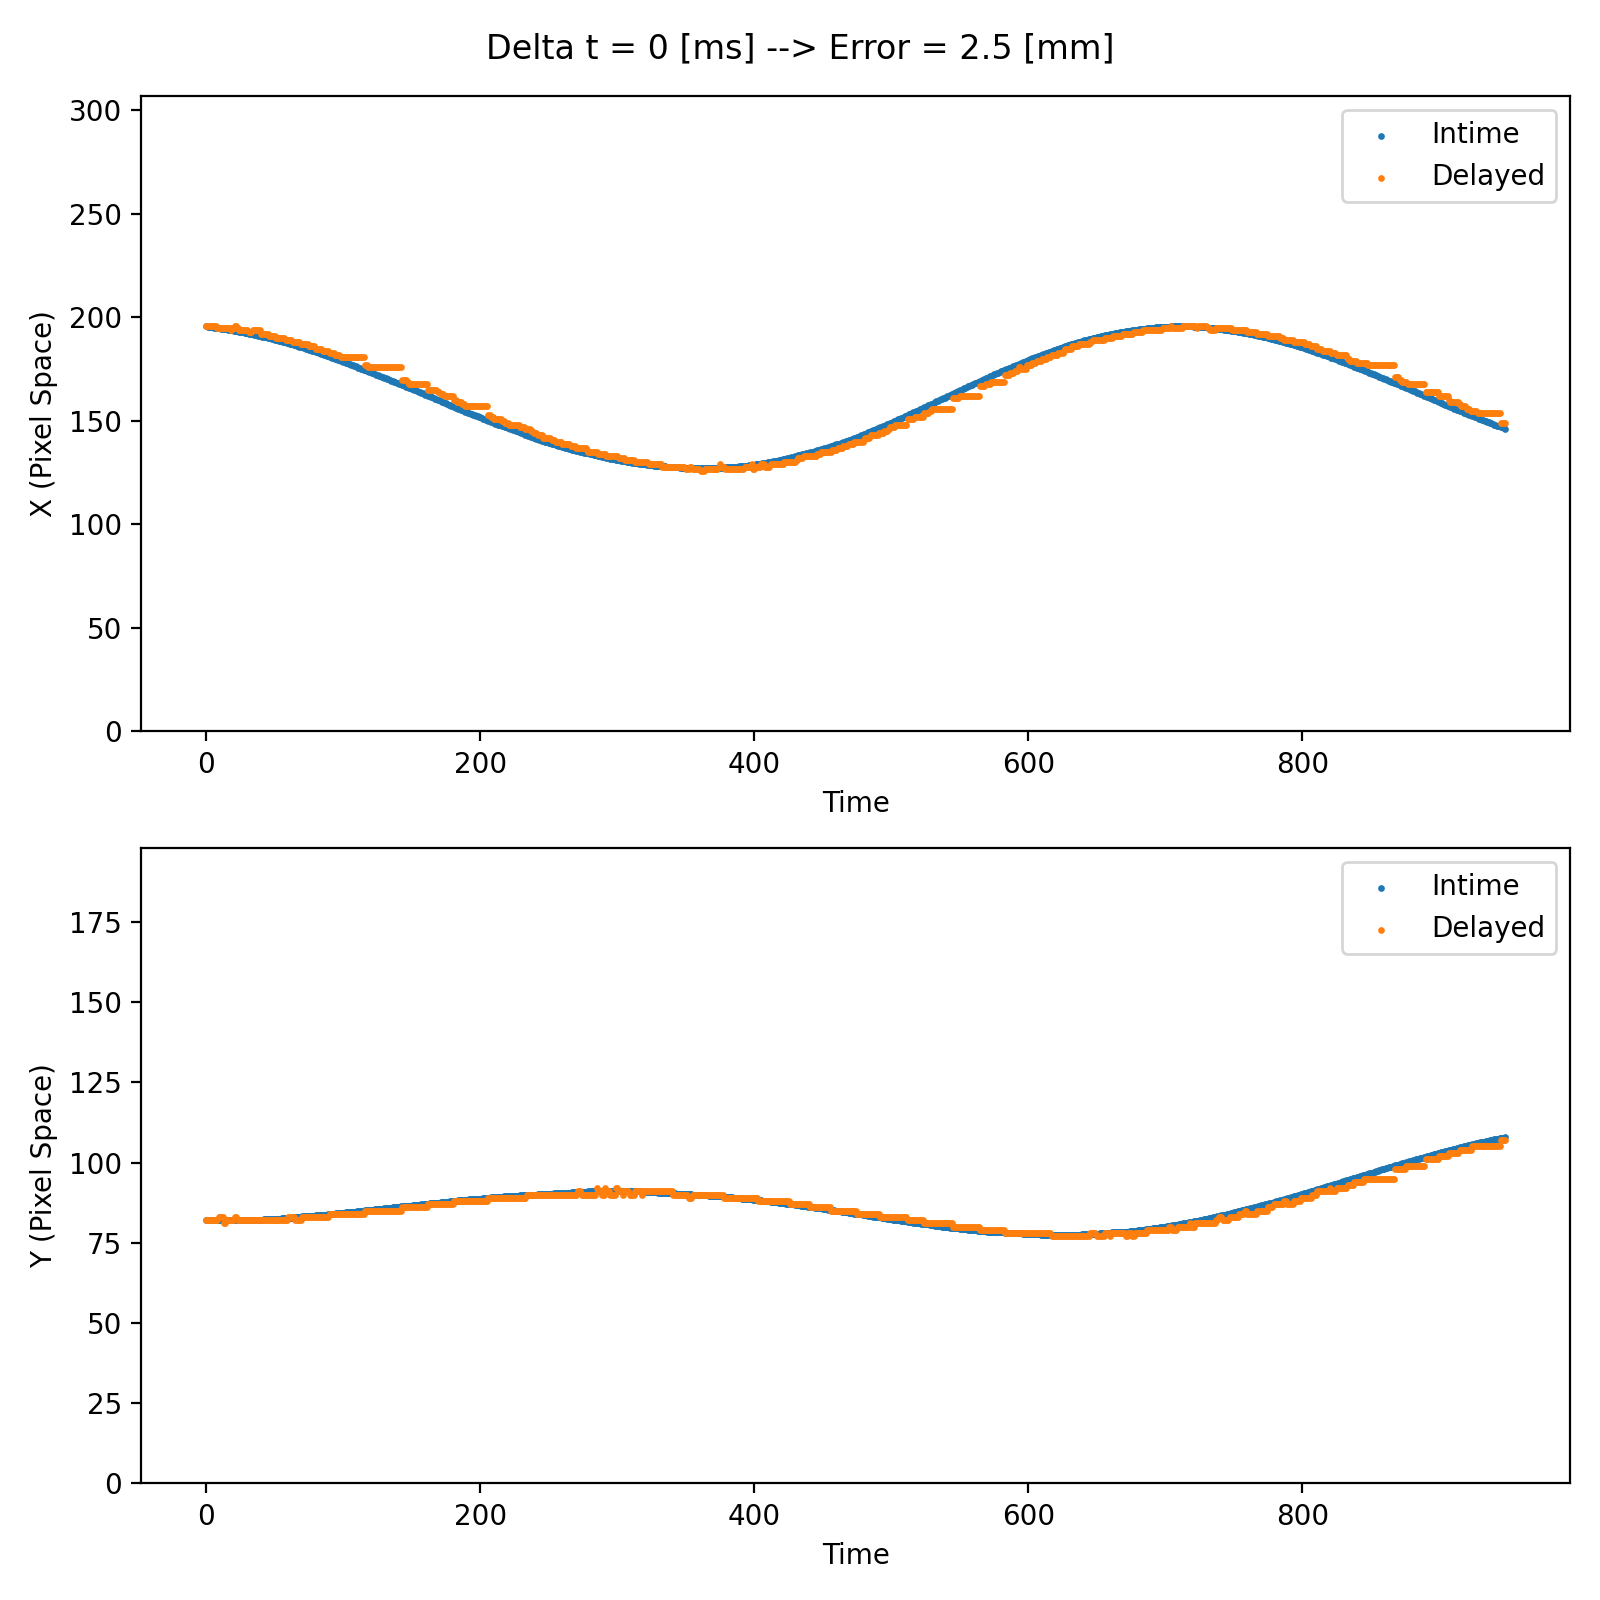 Delta t = 0 [ms] --> Error = 2.5 [mm]
300
250
200
150
100
50
0
X (Pixel Space)
Intime
Delayed
0 200 400 600 800
Time
175
150
125
100
75
50
25
0
Y (Pixel Space)
Intime
Delayed
0 200 400 600 800
Time